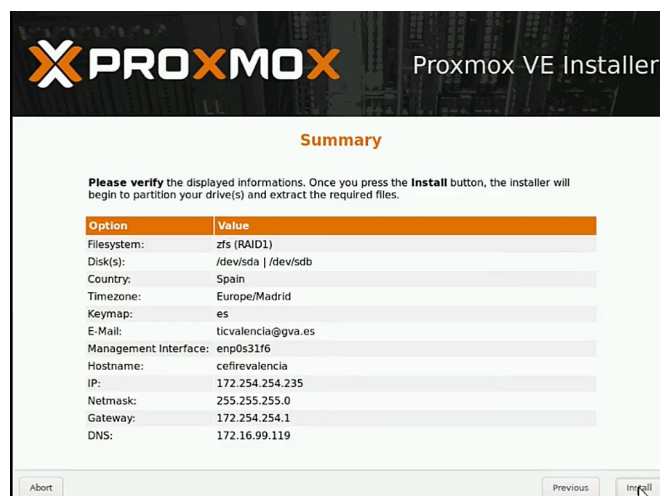 PROXMOX
Proxmox VE Installer
Summary
Please verify the displayed informations. Once you press the Install button, the installer will
begin to partition your drive(s) and extract the required files.
Option Value
Filesystem: zfs (RAID1)
Disk(s): /dev/sda | /dev/sdb
Country: Spain
Timezone: Europe/Madrid
Keymap: es
E-Mail: ticvalencia@gva.es
Management Interface: enp0s31f6
Hostname: cefirevalencia
IP: 172.254.254.235
Netmask: 255.255.255.0
Gateway: 172.254.254.1
DNS: 172.16.99.119
Abort Previous Install